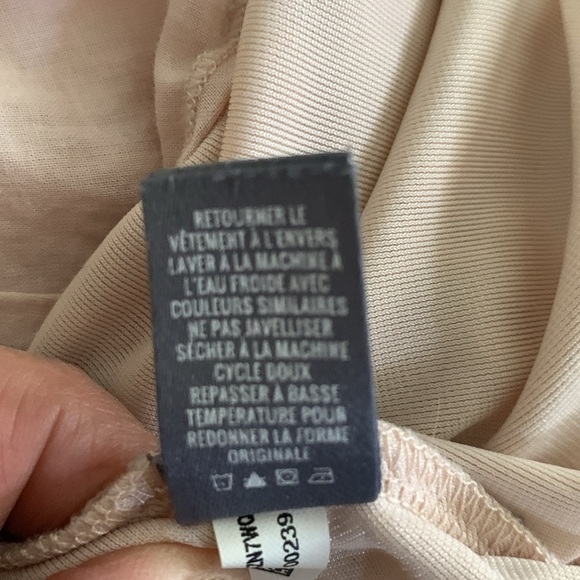 RETOURNER LE
VÊTEMENT À L'ENVERS
LAVER À LA MACHINE À
L'EAU FROIDE AVEC
COULEURS SIMILAIRES
NE PAS JAVELLISER
SÉCHER À LA MACHINE
CYCLE DOUX
REPASSER À BASSE
TEMPÉRATURE POUR
REDONNER LA FORME
ORIGINALE
00239